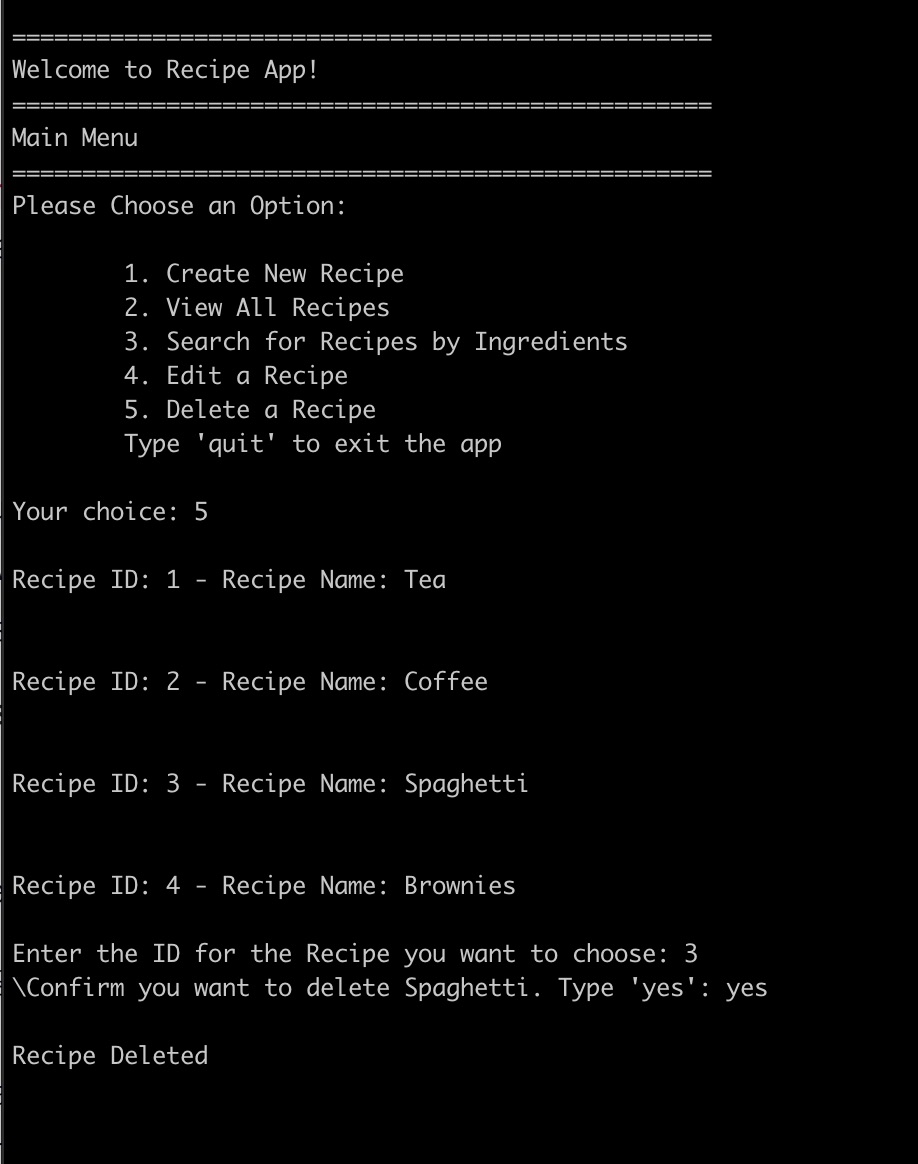 ==================================================
Welcome to Recipe App!
==================================================
Main Menu
==================================================
Please Choose an Option:
1. Create New Recipe
2. View All Recipes
3. Search for Recipes by Ingredients
4. Edit a Recipe
5. Delete a Recipe
Type 'quit' to exit the app
Your choice: 5
Recipe ID: 1 - Recipe Name: Tea
Recipe ID: 2 - Recipe Name: Coffee
Recipe ID: 3 - Recipe Name: Spaghetti
Recipe ID: 4 - Recipe Name: Brownies
Enter the ID for the Recipe you want to choose: 3
\Confirm you want to delete Spaghetti. Type 'yes': yes
Recipe Deleted